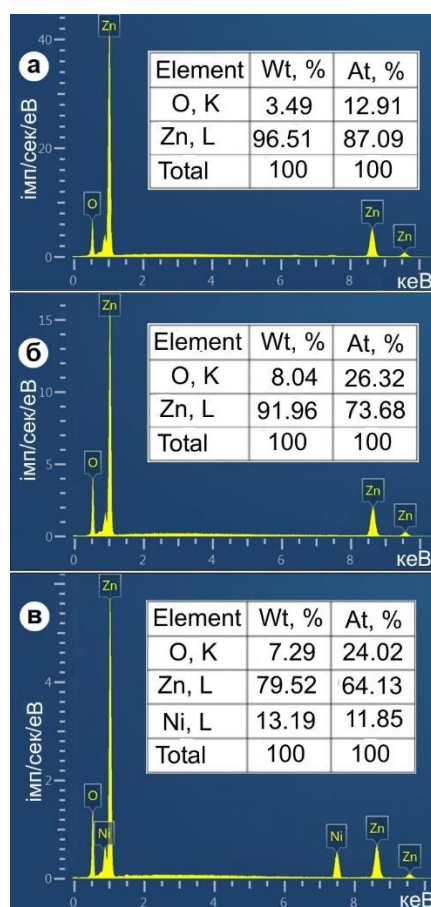 а
імп/сек/еВ
40
20
0
Zn
O
Zn
Zn
Element Wt, % At, %
O, K 3.49 12.91
Zn, L 96.51 87.09
Total 100 100
0 2 4 6 8 кеВ
б
імп/сек/еВ
15
10
5
0
Zn
O
Zn
Zn
Element Wt, % At, %
O, K 8.04 26.32
Zn, L 91.96 73.68
Total 100 100
0 2 4 6 8 кеВ
в
імп/сек/еВ
4
2
0
Zn
O
Ni
Ni
Zn
Zn
Element Wt, % At, %
O, K 7.29 24.02
Zn, L 79.52 64.13
Ni, L 13.19 11.85
Total 100 100
0 2 4 6 8 кеВ